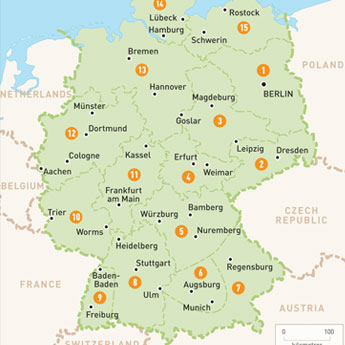 14
Rostock
Lübeck
15
Hamburg
Schwerin
Bremen
POLAND
13
1
NETHERLANDS
Hannover
BERLIN
Magdeburg
Münster
Goslar
3
12
Dortmund
Leipzig
Dresden
Kassel
Erfurt
2
Cologne
11
4
Weimar
Aachen
BELGIUM
Frankfurt
am Main
Trier
10
Würzburg
Bamberg
CZECH
REPUBLIC
Worms
5
Nuremberg
Heidelberg
Stuttgart
Regensburg
Baden-
Baden
6
FRANCE
8
Augsburg
7
9
Ulm
Freiburg
Munich
AUSTRIA
0
100
kilometres
SWITZERLAND